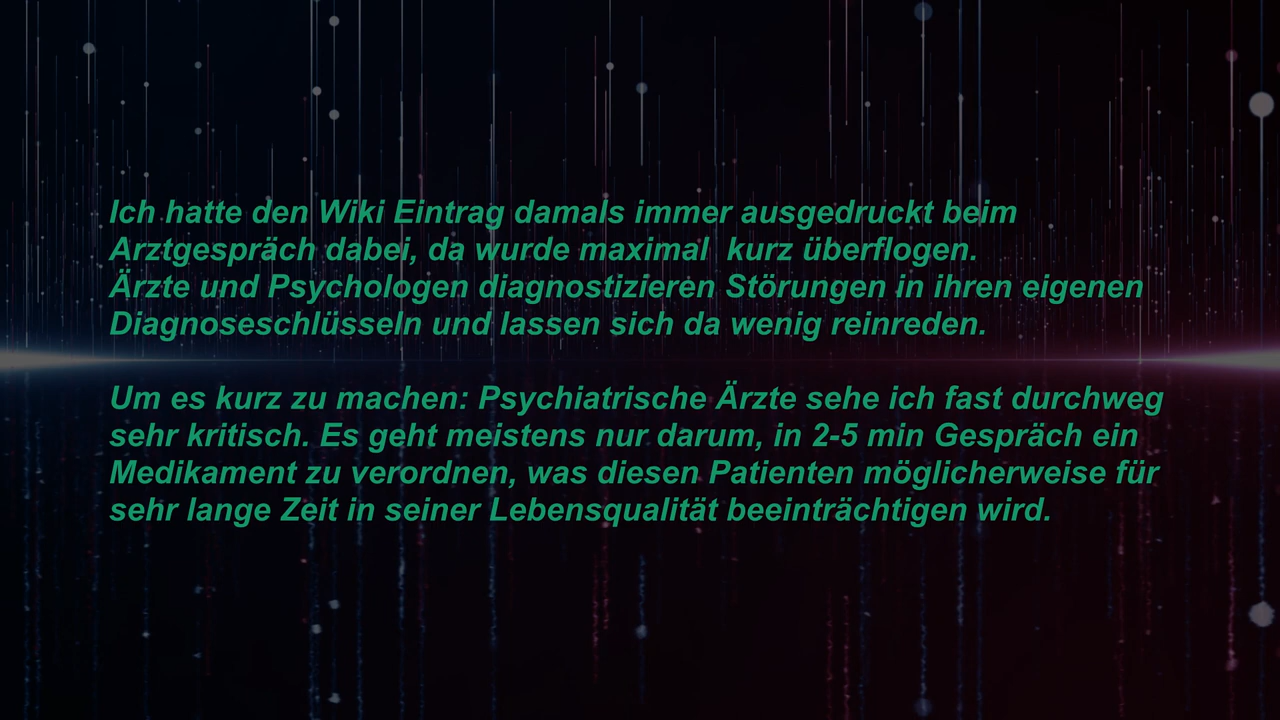 Ich hatte den Wiki Eintrag damals immer ausgedruckt beim
Arztgespräch dabei, da wurde maximal  kurz überflogen.
Ärzte und Psychologen diagnostizieren Störungen in ihren eigenen
Diagnoseschlüsseln und lassen sich da wenig reinreden.
Um es kurz zu machen: Psychiatrische Ärzte sehe ich fast durchweg
sehr kritisch. Es geht meistens nur darum, in 2-5 min Gespräch ein
Medikament zu verordnen, was diesen Patienten möglicherweise für
sehr lange Zeit in seiner Lebensqualität beeinträchtigen wird.